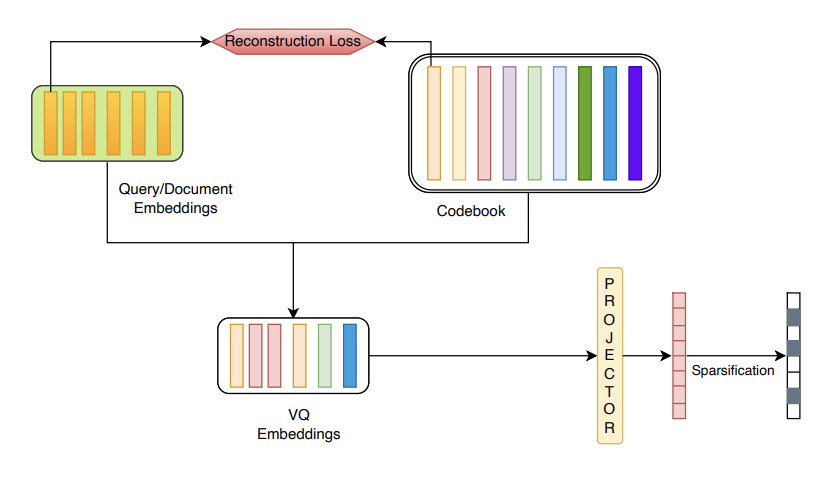 Reconstruction Loss
Query/Document
Embeddings
Codebook
P
R
O
J
E
C
T
O
R
Sparsification
VQ
Embeddings